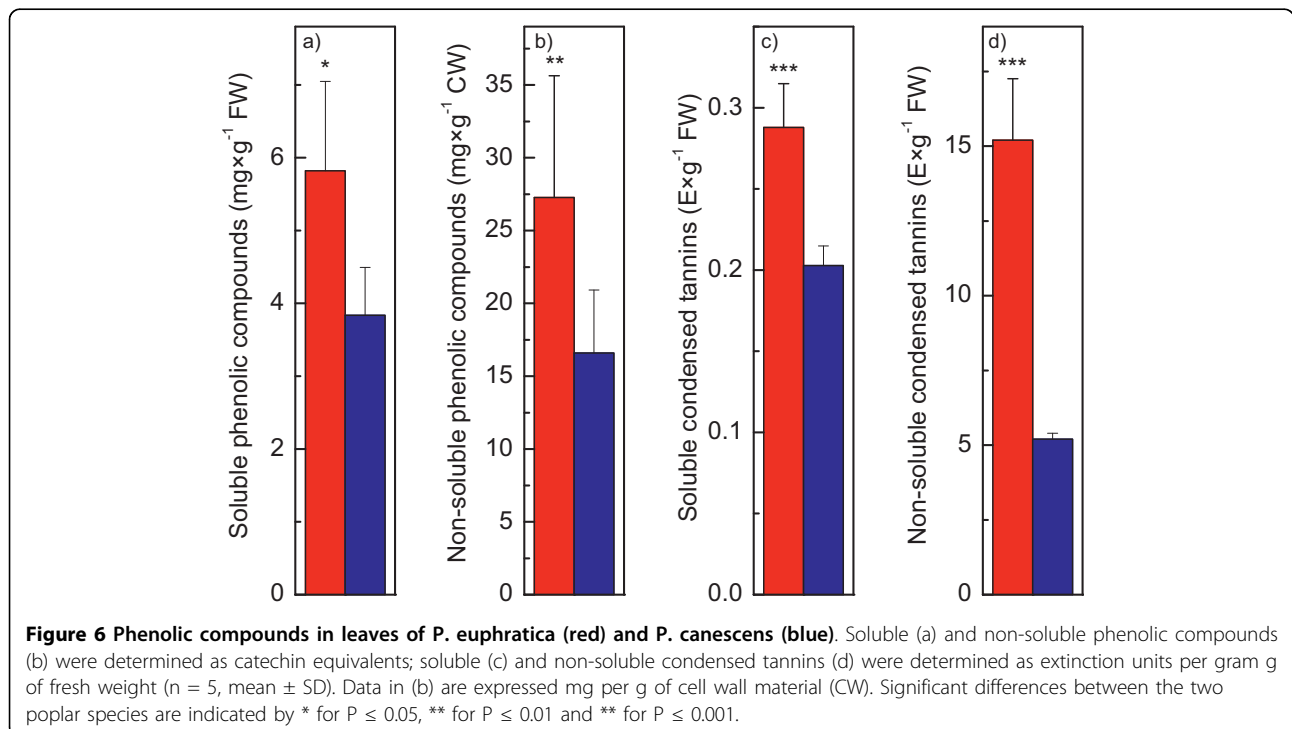 a)
*
Soluble phenolic compounds (mg×g⁻¹ FW)
6
4
2
0
b)
**
Non-soluble phenolic compounds (mg×g⁻¹ CW)
35
30
25
20
15
10
5
0
c)
***
Soluble condensed tannins (E×g⁻¹ FW)
0.3
0.2
0.1
0.0
d)
***
Non-soluble condensed tannins (E×g⁻¹ FW)
15
15
5
0
Figure 6 Phenolic compounds in leaves of P. euphratica (red) and P. canescens (blue). Soluble (a) and non-soluble phenolic compounds
(b) were determined as catechin equivalents; soluble (c) and non-soluble condensed tannins (d) were determined as extinction units per gram g
of fresh weight (n = 5, mean ± SD). Data in (b) are expressed mg per g of cell wall material (CW). Significant differences between the two
poplar species are indicated by * for P ≤ 0.05, ** for P ≤ 0.01 and ** for P ≤ 0.001.